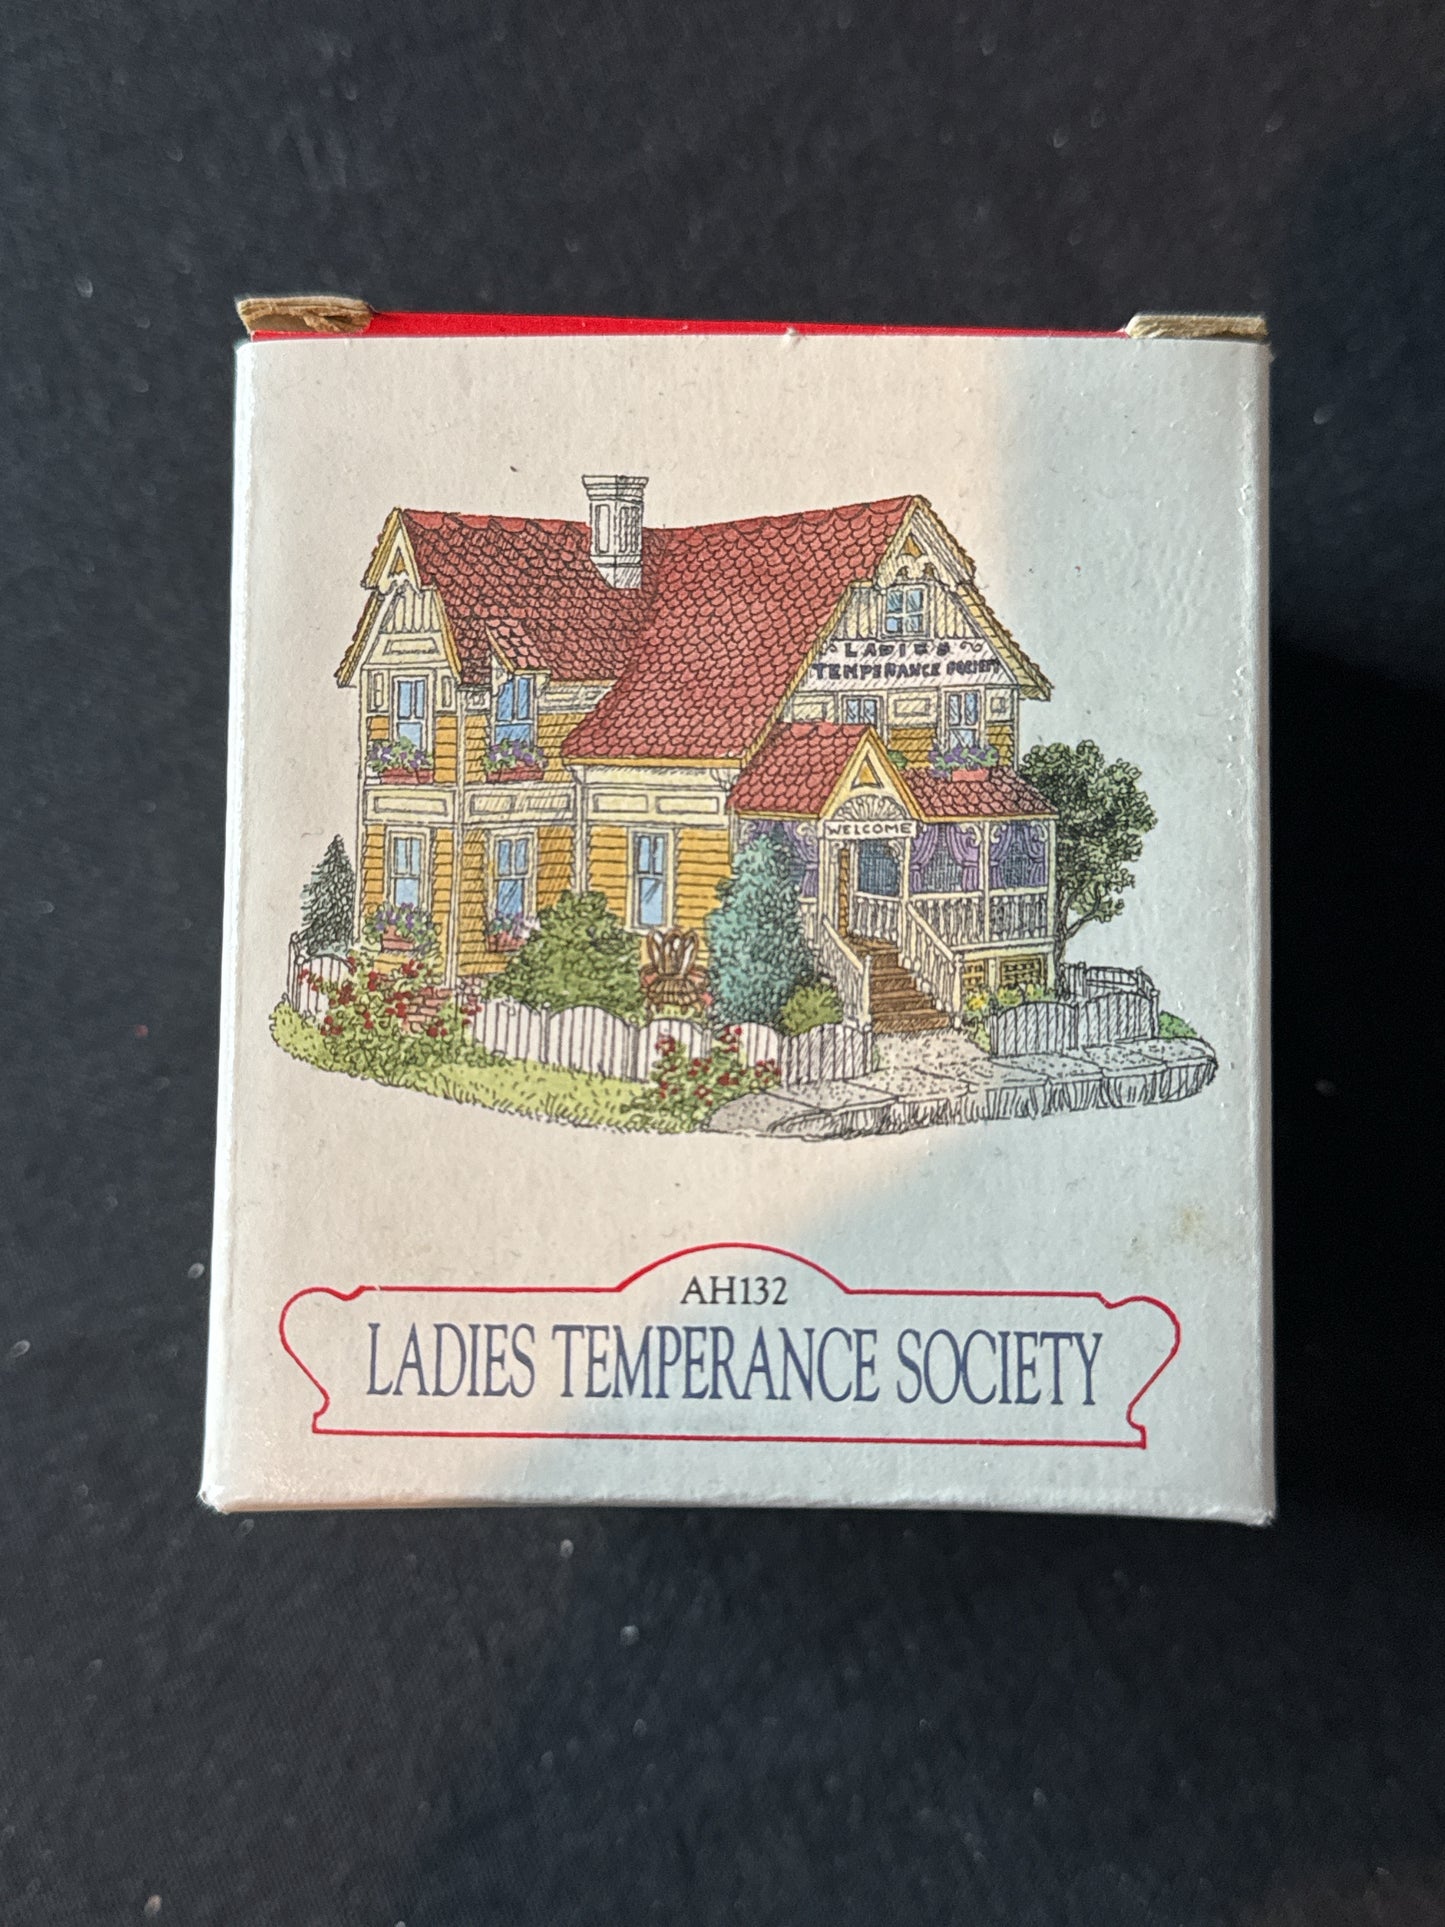 LADIES
TEMPERANCE SOCIETY
WELCOME
AH132
LADIES TEMPERANCE SOCIETY